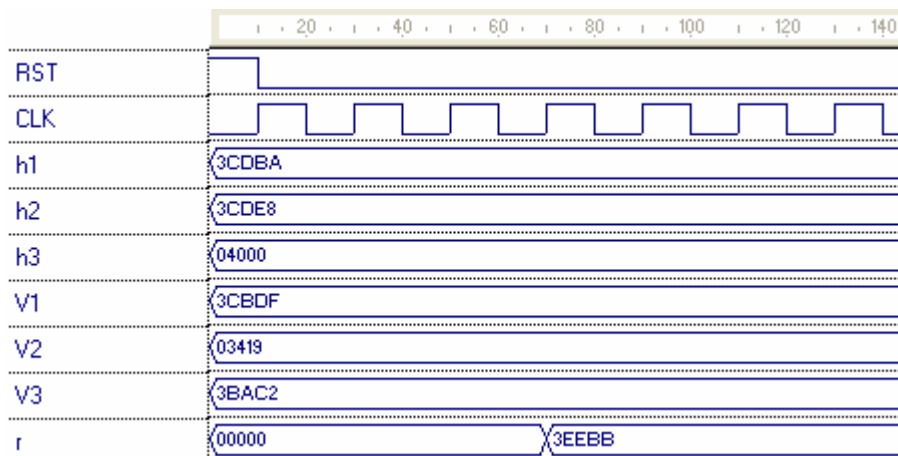 20 40 60 80 100 120 140
RST
CLK
h1 3CDBA
h2 3CDE8
h3 04000
V1 3CBDF
V2 03419
V3 3BAC2
r 00000 3EEBB